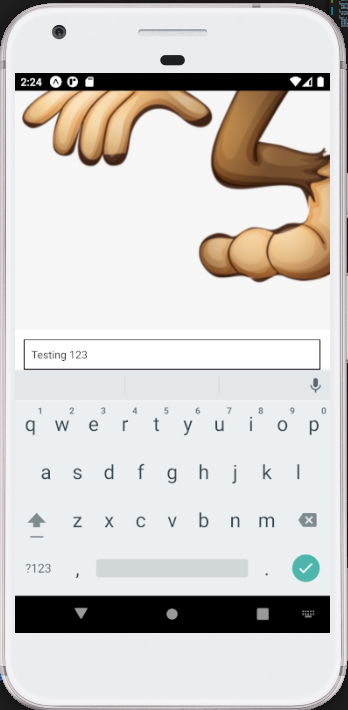 2:24
Testing 123
1 2 3 4 5 6 7 8 9 0
q w e r t y u i o p
a s d f g h j k l
z x c v b n m
?123 , .